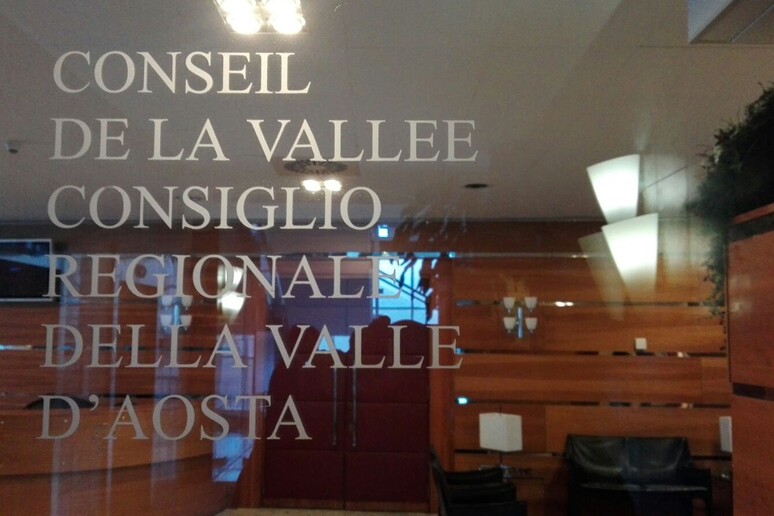 CONSEIL
DE LA VALLEE
CONSIGLIO
REGIONALE
DELLA VALLE
D'AOSTA